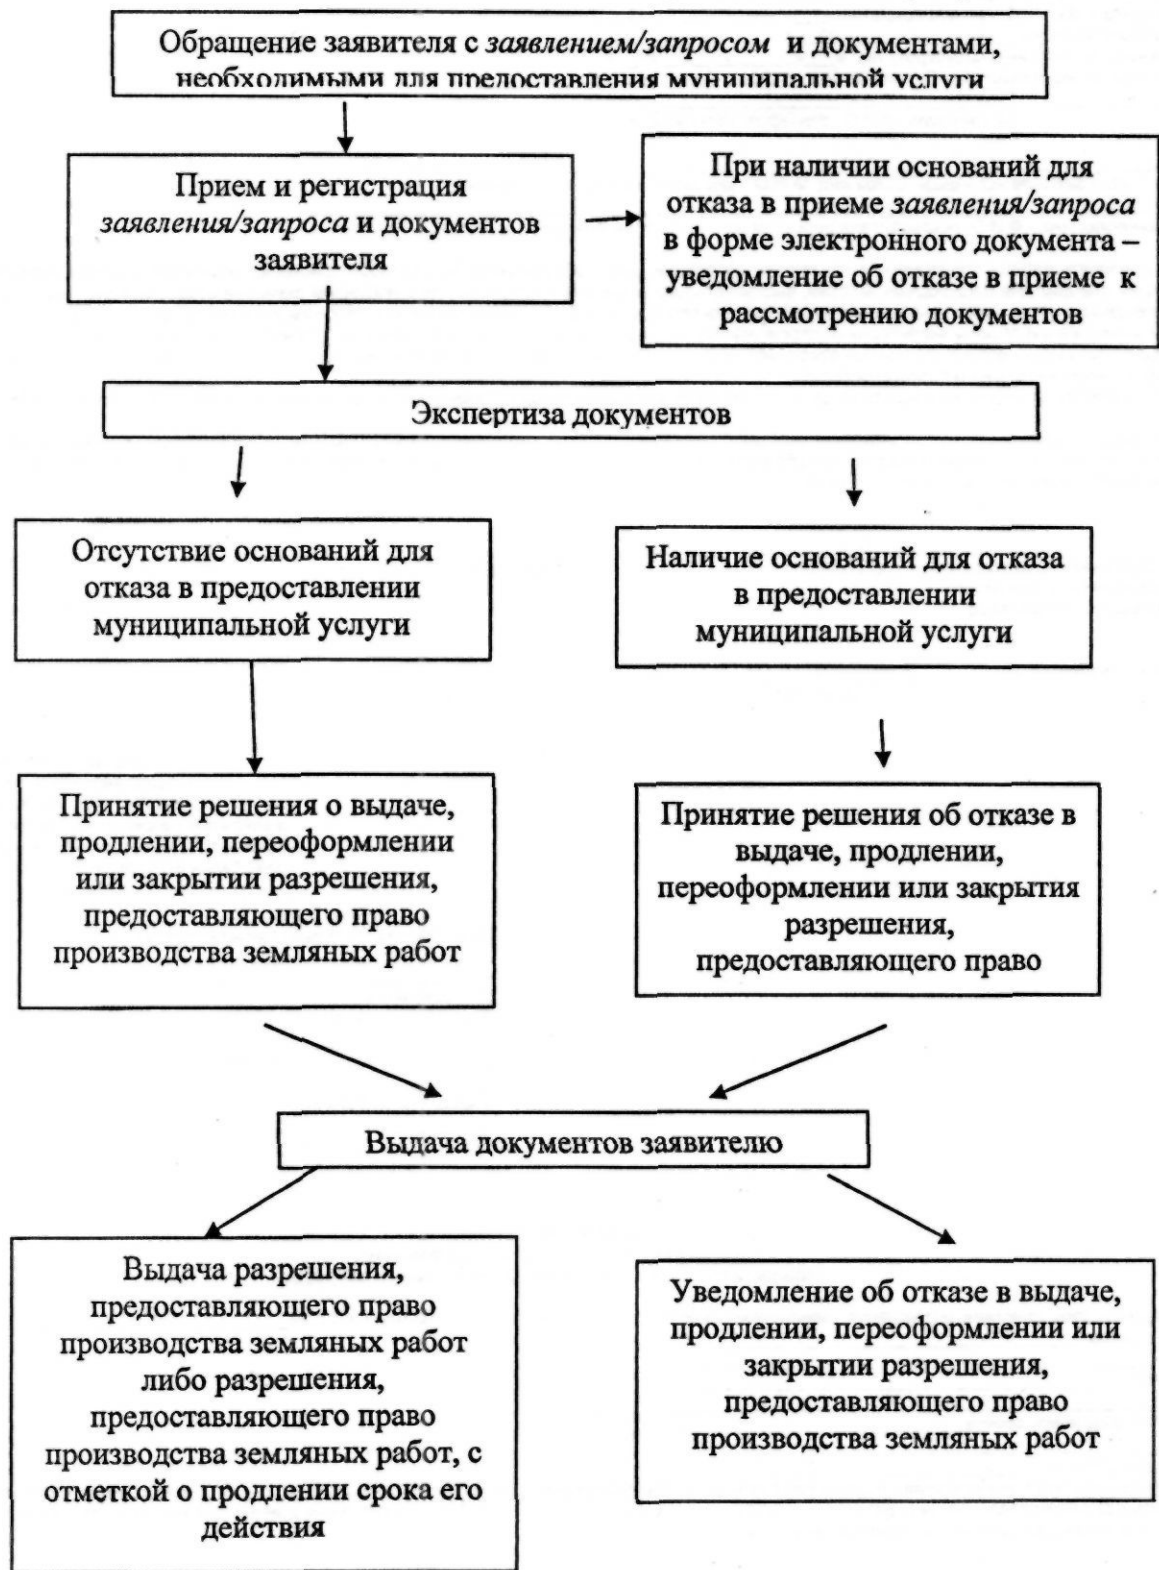 Обращение заявителя с заявлением/запросом и документами,
необходимыми для предоставления муниципальной услуги
Прием и регистрация
заявления/запроса и документов
заявителя
При наличии оснований для
отказа в приеме заявления/запроса
в форме электронного документа –
уведомление об отказе в приеме к
рассмотрению документов
Экспертиза документов
Отсутствие оснований для
отказа в предоставлении
муниципальной услуги
Наличие оснований для отказа
в предоставлении
муниципальной услуги
Принятие решения о выдаче,
продлении, переоформлении
или закрытии разрешения,
предоставляющего право
производства земляных работ
Принятие решения об отказе в
выдаче, продлении,
переоформлении или закрытия
разрешения,
предоставляющего право
Выдача документов заявителю
Выдача разрешения,
предоставляющего право
производства земляных работ
либо разрешения,
предоставляющего право
производства земляных работ, с
отметкой о продлении срока его
действия
Уведомление об отказе в выдаче,
продлении, переоформлении или
закрытии разрешения,
предоставляющего право
производства земляных работ